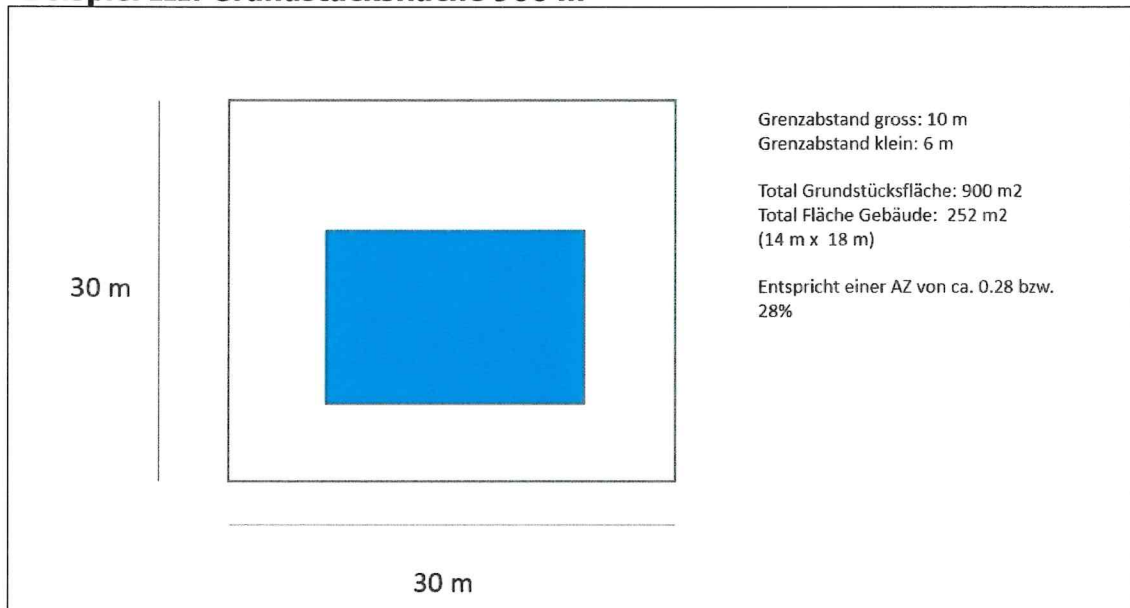 30 m
30 m
Grenzabstand gross: 10 m
Grenzabstand klein: 6 m
Total Grundstücksfläche: 900 m2
Total Fläche Gebäude: 252 m2
(14 m x 18 m)
Entspricht einer AZ von ca. 0.28 bzw.
28%